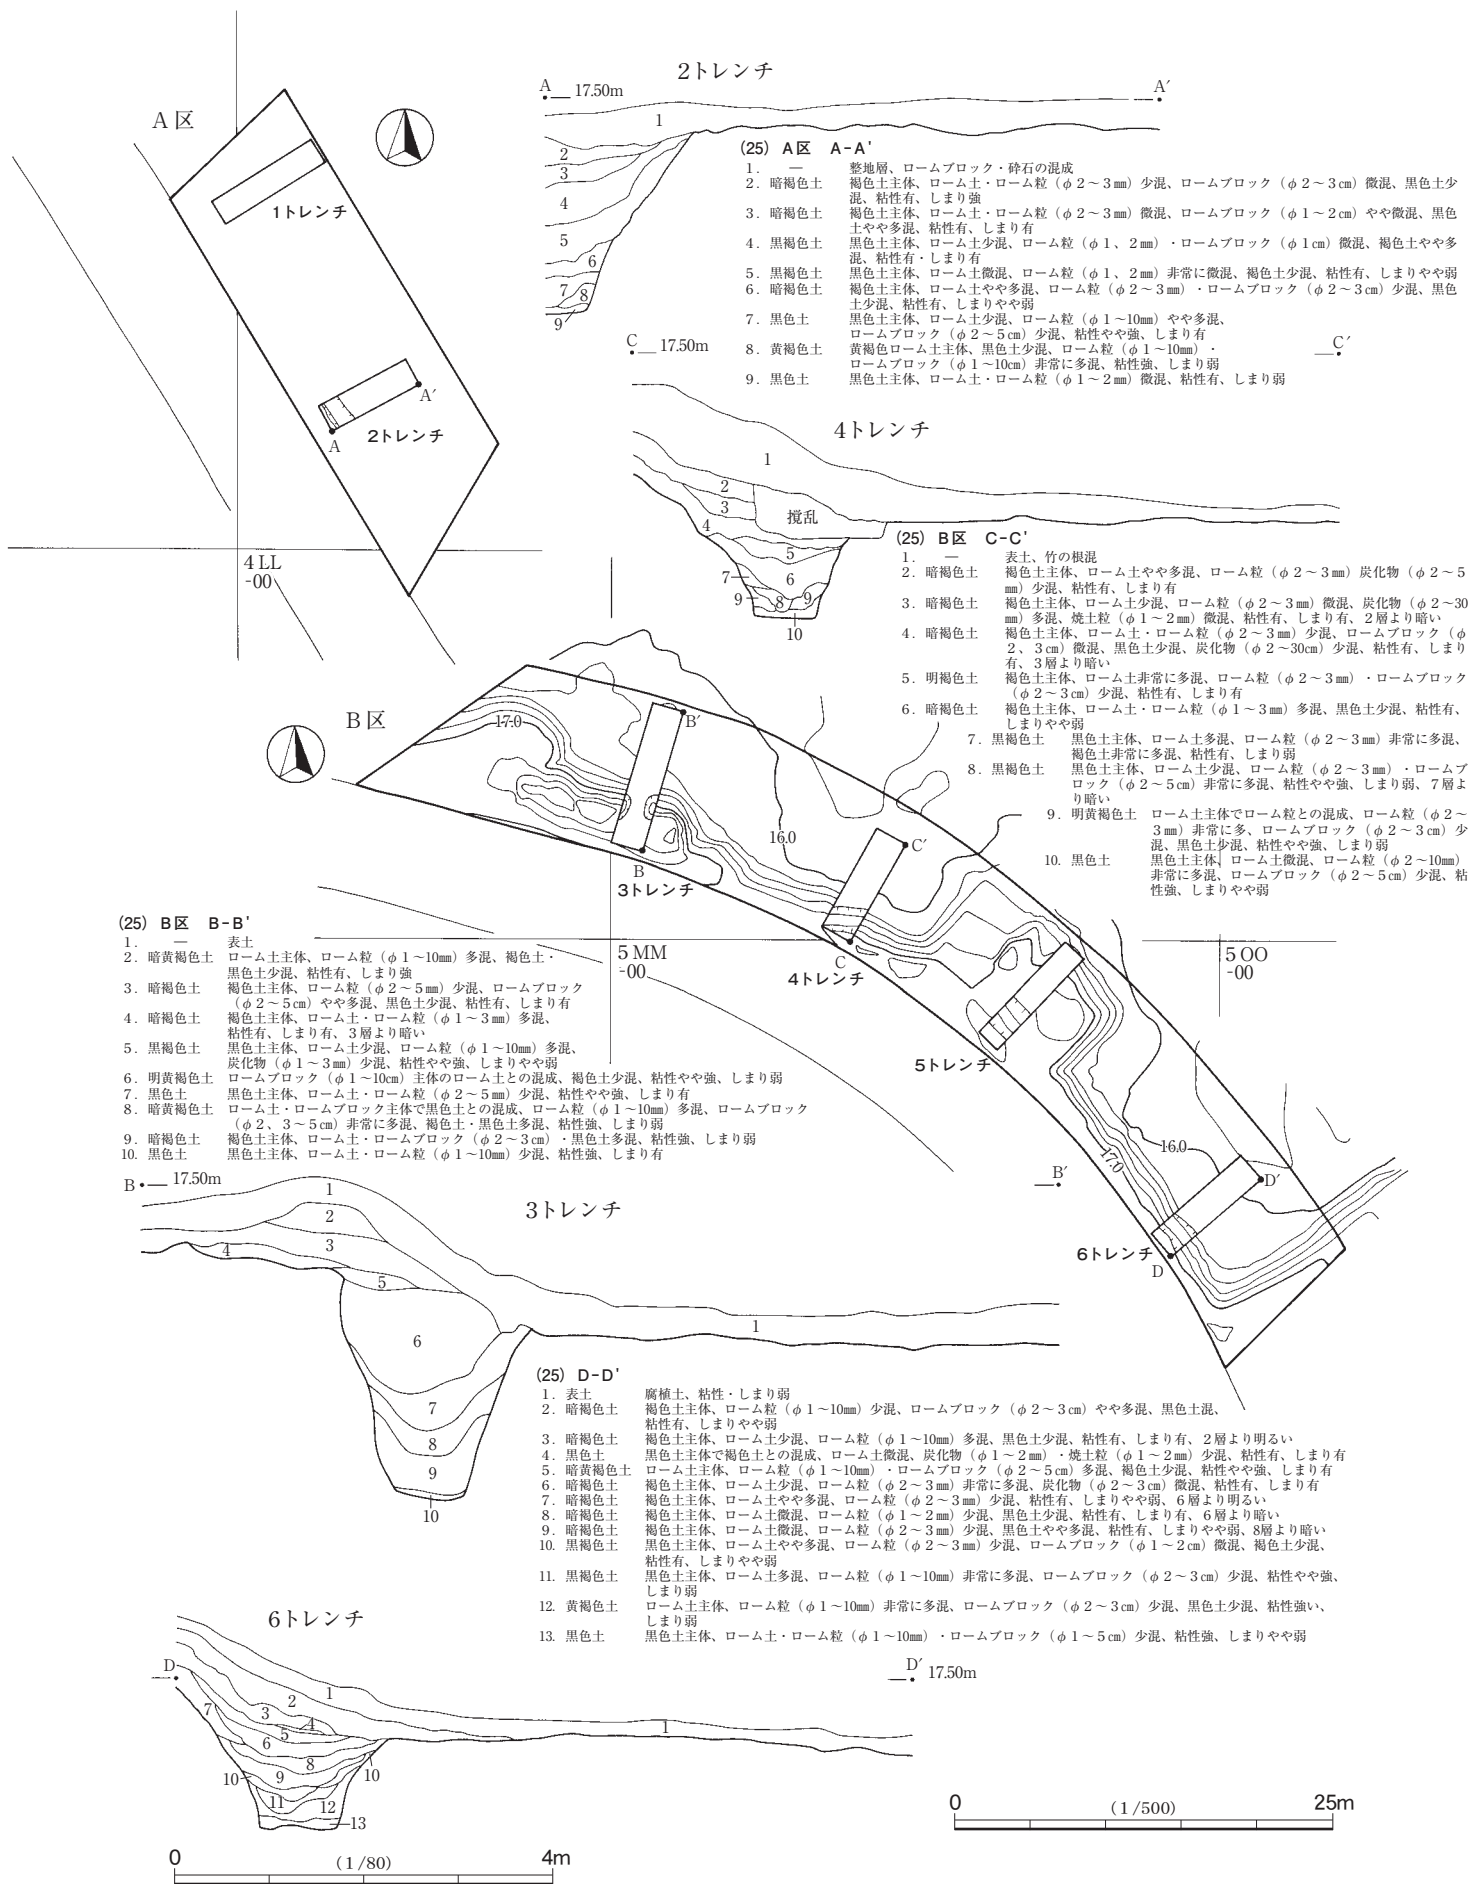 A区
1トレンチ
A
A′
2トレンチ
4 LL
-00
2トレンチ
A
17.50m
A′
1
2
3
4
5
6
7
8
9
(25) A区 A-A'
1. — 整地層、ロームブロック・砕石の混成
2. 暗褐色土 褐色土主体、ローム土・ローム粒(φ2～3㎜)少混、ロームブロック(φ2～3㎝)微混、黒色土少
混、粘性有、しまり強
3. 暗褐色土 褐色土主体、ローム土・ローム粒(φ2～3㎜)微混、ロームブロック(φ1～2㎝)やや微混、黒色
土やや多混、粘性有、しまり有
4. 黒褐色土 黒色土主体、ローム土少混、ローム粒(φ1、2㎜)・ロームブロック(φ1㎝)微混、褐色土やや多
混、粘性有・しまり有
5. 黒褐色土 黒色土主体、ローム土微混、ローム粒(φ1、2㎜)非常に微混、褐色土少混、粘性有、しまりやや弱
6. 暗褐色土 褐色土主体、ローム土やや多混、ローム粒(φ2～3㎜)・ロームブロック(φ2～3㎝)少混、黒色
土少混、粘性有、しまりやや弱
7. 黒色土 黒色土主体、ローム土少混、ローム粒(φ1～10㎜)やや多混、
ロームブロック(φ2～5㎝)少混、粘性やや強、しまり有
8. 黄褐色土 黄褐色ローム土主体、黒色土少混、ローム粒(φ1～10㎜)・
ロームブロック(φ1～10㎝)非常に多混、粘性強、しまり弱
9. 黒色土 黒色土主体、ローム土・ローム粒(φ1～2㎜)微混、粘性有、しまり弱
C
17.50m
C′
4トレンチ
1
2
3
攪乱
4
5
6
7
8
9
9
10
(25) B区 C-C'
1. — 表土、竹の根混
2. 暗褐色土 褐色土主体、ローム土やや多混、ローム粒(φ2～3㎜)炭化物(φ2～5
㎜)少混、粘性有、しまり有
3. 暗褐色土 褐色土主体、ローム土少混、ローム粒(φ2～3㎜)微混、炭化物(φ2～30
㎜)多混、焼土粒(φ1～2㎜)微混、粘性有、しまり有、2層より暗い
4. 暗褐色土 褐色土主体、ローム土・ローム粒(φ2～3㎜)少混、ロームブロック(φ
2、3㎝)微混、黒色土少混、炭化物(φ2～30㎝)少混、粘性有、しまり
有、3層より暗い
5. 明褐色土 褐色土主体、ローム土非常に多混、ローム粒(φ2～3㎜)・ロームブロック
(φ2～3㎝)少混、粘性有、しまり有
6. 暗褐色土 褐色土主体、ローム土・ローム粒(φ1～3㎜)多混、黒色土少混、粘性有、
しまりやや弱
7. 黒褐色土 黒色土主体、ローム土多混、ローム粒(φ2～3㎜)非常に多混、
褐色土非常に多混、粘性有、しまり弱
8. 黒褐色土 黒色土主体、ローム土少混、ローム粒(φ2～3㎜)・ロームブ
ロック(φ2～5㎝)非常に多混、粘性やや強、しまり弱、7層よ
り暗い
9. 明黄褐色土 ローム土主体でローム粒との混成、ローム粒(φ2～
3㎜)非常に多、ロームブロック(φ2～3㎝)少
混、黒色土少混、粘性やや強、しまり弱
10. 黒色土 黒色土主体、ローム土微混、ローム粒(φ2～10㎜)
非常に多混、ロームブロック(φ2～5㎝)少混、粘
性強、しまりやや弱
B区
17.0
B′
B
3トレンチ
16.0
C′
C
4トレンチ
5 MM
-00
5 OO
-00
5トレンチ
17.0
16.0
D′
6トレンチ
D
(25) B区 B-B'
1. — 表土
2. 暗黄褐色土 ローム土主体、ローム粒(φ1～10㎜)多混、褐色土・
黒色土少混、粘性有、しまり強
3. 暗褐色土 褐色土主体、ローム粒(φ2～5㎜)少混、ロームブロック
(φ2～5㎝)やや多混、黒色土少混、粘性有、しまり有
4. 暗褐色土 褐色土主体、ローム土・ローム粒(φ1～3㎜)多混、
粘性有、しまり有、3層より暗い
5. 黒褐色土 黒色土主体、ローム土少混、ローム粒(φ1～10㎜)多混、
炭化物(φ1～3㎜)少混、粘性やや強、しまりやや弱
6. 明黄褐色土 ロームブロック(φ1～10㎝)主体のローム土との混成、褐色土少混、粘性やや強、しまり弱
7. 黒色土 黒色土主体、ローム土・ローム粒(φ2～5㎜)少混、粘性やや強、しまり有
8. 暗黄褐色土 ローム土・ロームブロック主体で黒色土との混成、ローム粒(φ1～10㎜)多混、ロームブロック
(φ2、3～5㎝)非常に多混、褐色土・黒色土多混、粘性強、しまり弱
9. 暗褐色土 褐色土主体、ローム土・ロームブロック(φ2～3㎝)・黒色土多混、粘性強、しまり弱
10. 黒色土 黒色土主体、ローム土・ローム粒(φ1～10㎜)少混、粘性強、しまり有
B
17.50m
B′
3トレンチ
1
2
3
4
5
6
7
8
9
10
1
(25) D-D'
1. 表土 腐植土、粘性・しまり弱
2. 暗褐色土 褐色土主体、ローム粒(φ1～10㎜)少混、ロームブロック(φ2～3㎝)やや多混、黒色土混、
粘性有、しまりやや弱
3. 暗褐色土 褐色土主体、ローム土少混、ローム粒(φ1～10㎜)多混、黒色土少混、粘性有、しまり有、2層より明るい
4. 黒色土 黒色土主体で褐色土との混成、ローム土微混、炭化物(φ1～2㎜)・焼土粒(φ1～2㎜)少混、粘性有、しまり有
5. 暗黄褐色土 ローム土主体、ローム粒(φ1～10㎜)・ロームブロック(φ2～5㎝)多混、褐色土少混、粘性やや強、しまり有
6. 暗褐色土 褐色土主体、ローム土少混、ローム粒(φ2～3㎜)非常に多混、炭化物(φ2～3㎝)微混、粘性有、しまり有
7. 暗褐色土 褐色土主体、ローム土やや多混、ローム粒(φ2～3㎜)少混、粘性有、しまりやや弱、6層より明るい
8. 暗褐色土 褐色土主体、ローム土微混、ローム粒(φ1～2㎜)少混、黒色土少混、粘性有、しまり有、6層より暗い
9. 暗褐色土 褐色土主体、ローム土微混、ローム粒(φ2～3㎜)少混、黒色土やや多混、粘性有、しまりやや弱、8層より暗い
10. 黒褐色土 黒色土主体、ローム土やや多混、ローム粒(φ2～3㎜)少混、ロームブロック(φ1～2㎝)微混、褐色土少混、
粘性有、しまりやや弱
11. 黒褐色土 黒色土主体、ローム土多混、ローム粒(φ1～10㎜)非常に多混、ロームブロック(φ2～3㎝)少混、粘性やや強、
しまり弱
12. 黄褐色土 ローム土主体、ローム粒(φ1～10㎜)非常に多混、ロームブロック(φ2～3㎝)少混、黒色土少混、粘性強い、
しまり弱
13. 黒色土 黒色土主体、ローム土・ローム粒(φ1～10㎜)・ロームブロック(φ1～5㎝)少混、粘性強、しまりやや弱
6トレンチ
D
D′ 17.50m
1
2
3
4
5
6
7
8
9
10
10
11
12
13
1
0 (1/80) 4m
0 (1/500) 25m